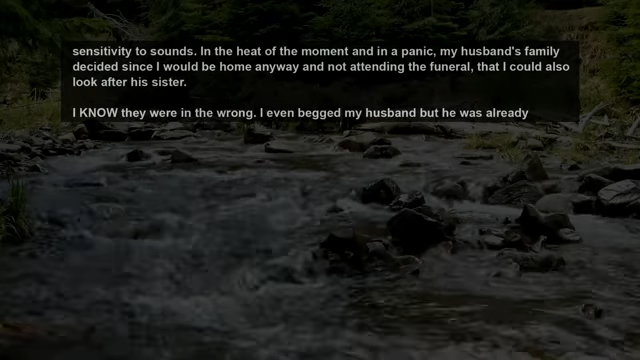 sensitivity to sounds. In the heat of the moment and in a panic, my husband's family
decided since I would be home anyway and not attending the funeral, that I could also
look after his sister.
I KNOW they were in the wrong. I even begged my husband but he was already